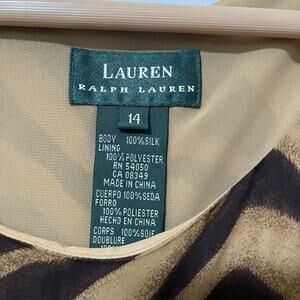 LAUREN
RALPH LAUREN
14
BODY 100%SILK
LINING
100%POLYESTER
RN 54050
CA 08349
MADE IN CHINA
CUERPO 100%SEDA
FORRO
100%POLIESTER
HECHO EN CHINA
CORPS 100%SOIE
DOUBLURE